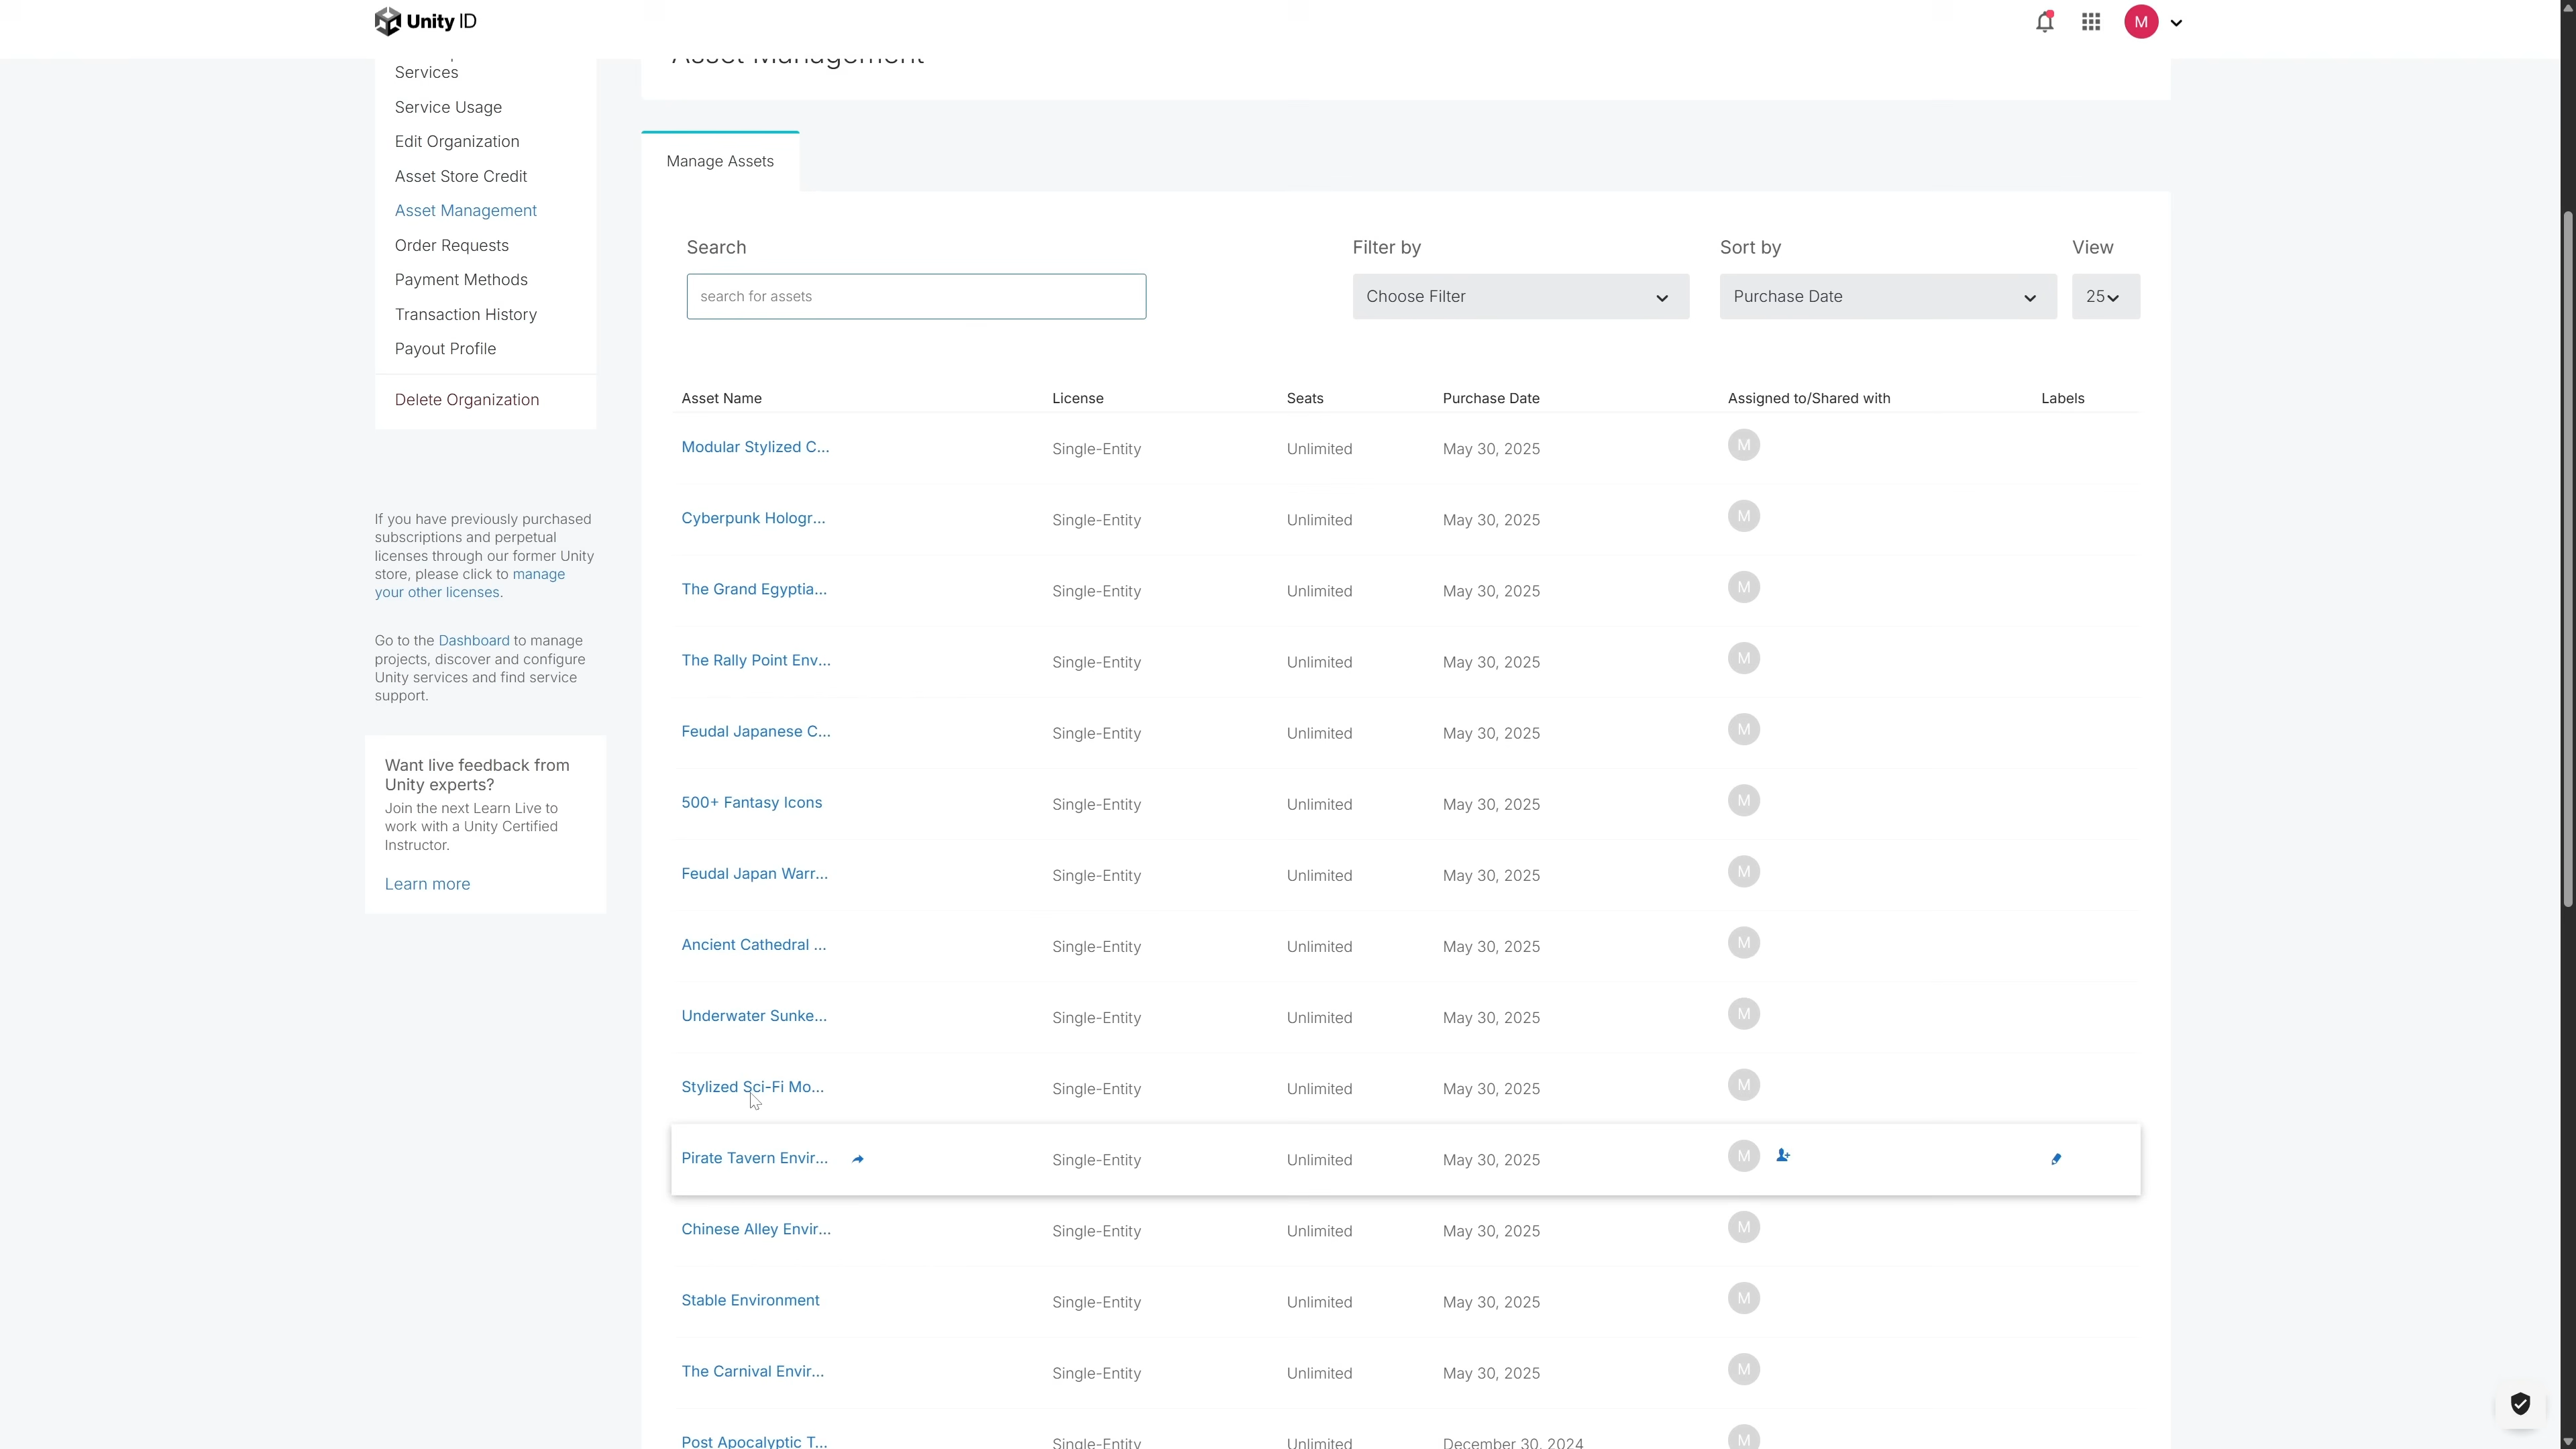 Unity ID
M
Services
Service Usage
Edit Organization
Asset Store Credit
Asset Management
Order Requests
Payment Methods
Transaction History
Payout Profile
Delete Organization
If you have previously purchased
subscriptions and perpetual
licenses through our former Unity
store, please click to manage
your other licenses.
Go to the Dashboard to manage
projects, discover and configure
Unity services and find service
support.
Want live feedback from
Unity experts?
Join the next Learn Live to
work with a Unity Certified
Instructor.
Learn more
Asset Management
Manage Assets
Search Filter by Sort by View
search for assets Choose Filter Purchase Date 25
Asset Name License Seats Purchase Date Assigned to/Shared with Labels
Modular Stylized C... Single-Entity Unlimited May 30, 2025 M
Cyberpunk Hologr... Single-Entity Unlimited May 30, 2025 M
The Grand Egyptia... Single-Entity Unlimited May 30, 2025 M
The Rally Point Env... Single-Entity Unlimited May 30, 2025 M
Feudal Japanese C... Single-Entity Unlimited May 30, 2025 M
500+ Fantasy Icons Single-Entity Unlimited May 30, 2025 M
Feudal Japan Warr... Single-Entity Unlimited May 30, 2025 M
Ancient Cathedral ... Single-Entity Unlimited May 30, 2025 M
Underwater Sunke... Single-Entity Unlimited May 30, 2025 M
Stylized Sci-Fi Mo... Single-Entity Unlimited May 30, 2025 M
Pirate Tavern Envir... Single-Entity Unlimited May 30, 2025 M
Chinese Alley Envir... Single-Entity Unlimited May 30, 2025 M
Stable Environment Single-Entity Unlimited May 30, 2025 M
The Carnival Envir... Single-Entity Unlimited May 30, 2025 M
Post Apocalyptic T... Single-Entity Unlimited December 30, 2024 M